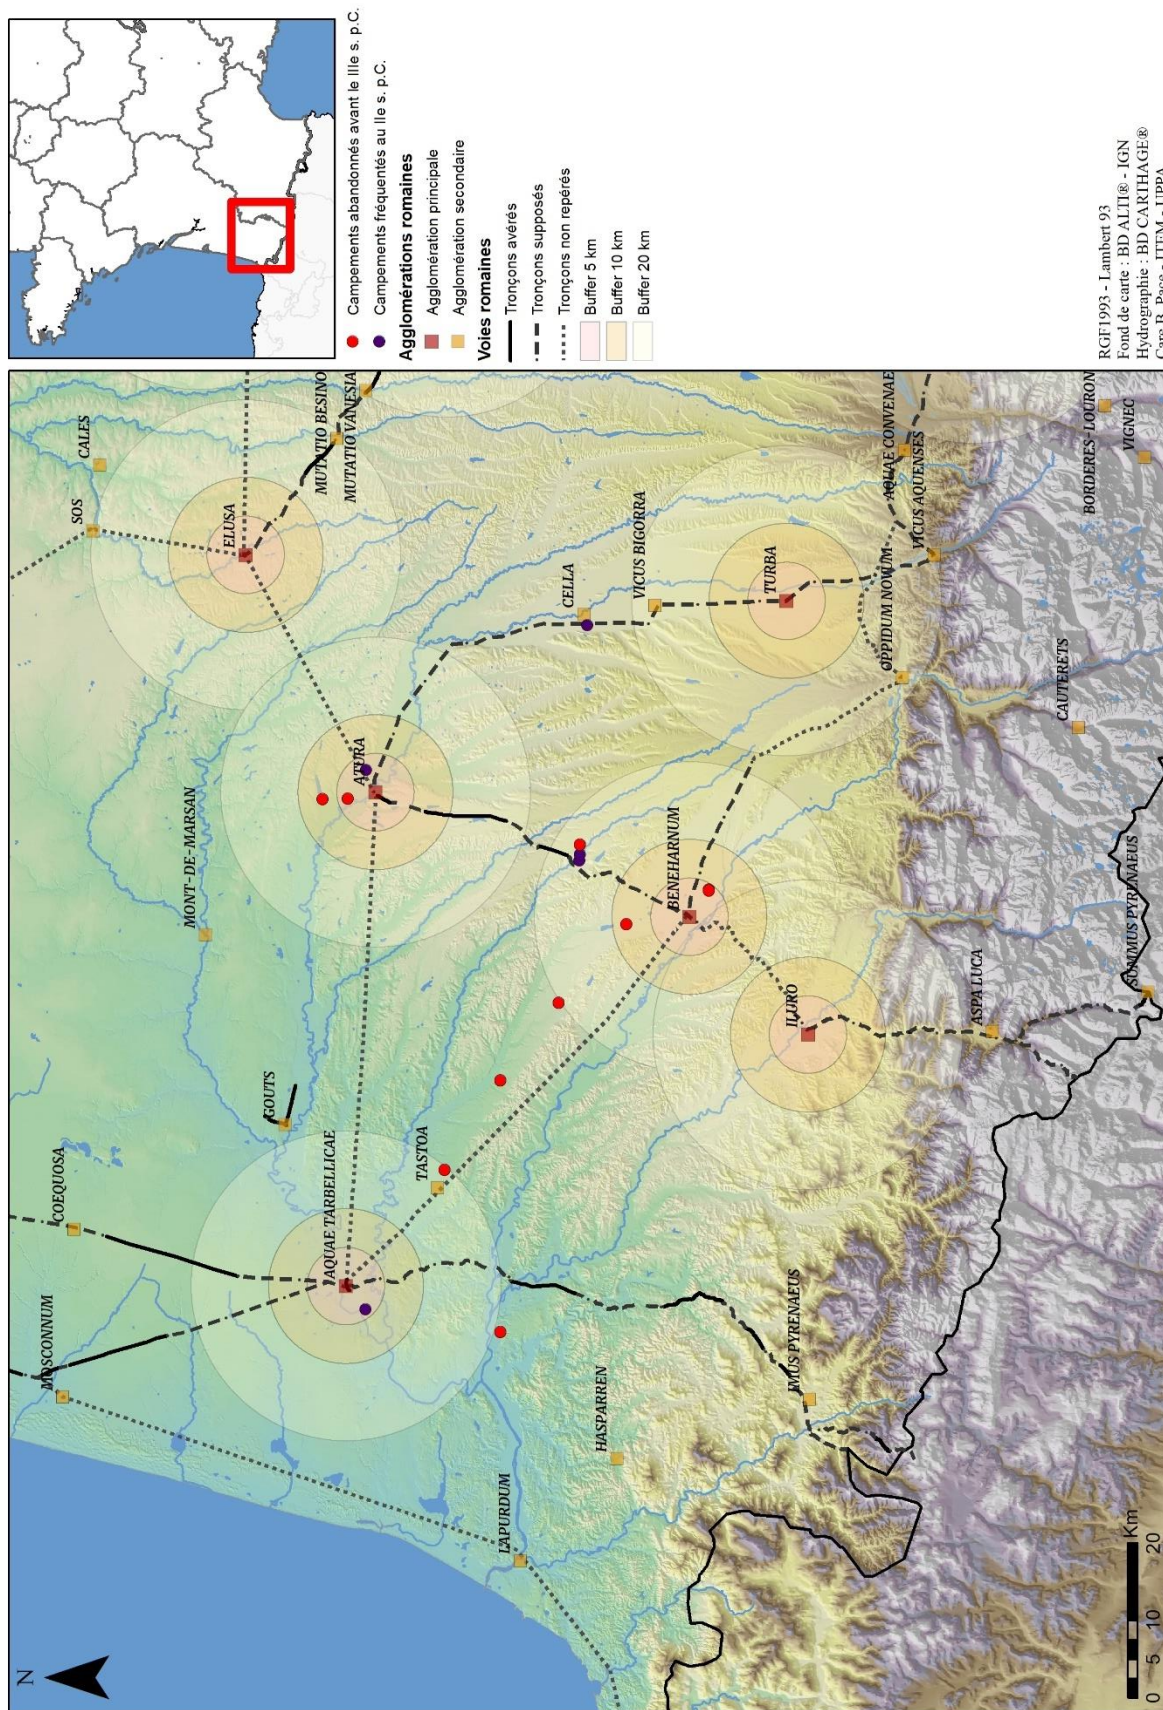 N
MOSCONNUM
COEQUOSA
SOS
CALES
MONT-DE-MARSAN
GOUTS
ELUSA
MUTATIO BESINO
MUTATIO VANESIA
AQUAE TARBELLICAE
ATURA
TASTOA
LAPURDUM
CELLA
HASPARREN
VICUS BIGORRA
BENEHARNUM
TURBA
IMUS PYRENAEUS
ILURO
OPPIDUM NOVUM
AQUAE CONVENAE
VICUS AQUENSES
ASPA LUCA
CAUTERETS
BORDERES-LOURON
VIGNEC
SUMMUS PYRENAEUS
0 5 10 20
Km
Campements abandonnés avant le IIIe s. p.C.
Campements fréquentés au IIe s. p.C.
Agglomérations romaines
Agglomération principale
Agglomération secondaire
Voies romaines
Tronçons avérés
Tronçons supposés
Tronçons non repérés
Buffer 5 km
Buffer 10 km
Buffer 20 km
RGF1993 - Lambert 93
Fond de carte : BD ALTI® - IGN
Hydrographie : BD CARTHAGE®